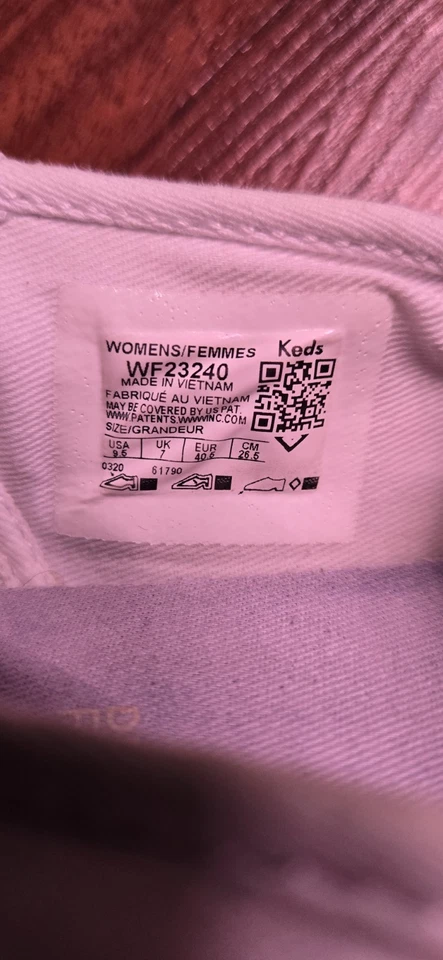 WOMENS/FEMMES Keds
WF23240
MADE IN VIETNAM
FABRIQUÉ AU VIETNAM
MAY BE COVERED BY US PAT.
WWW.PATENTS.WWWINC.COM
SIZE/GRANDEUR
USA UK EUR CM
9.5 7 40.5 26.5
0320 61790